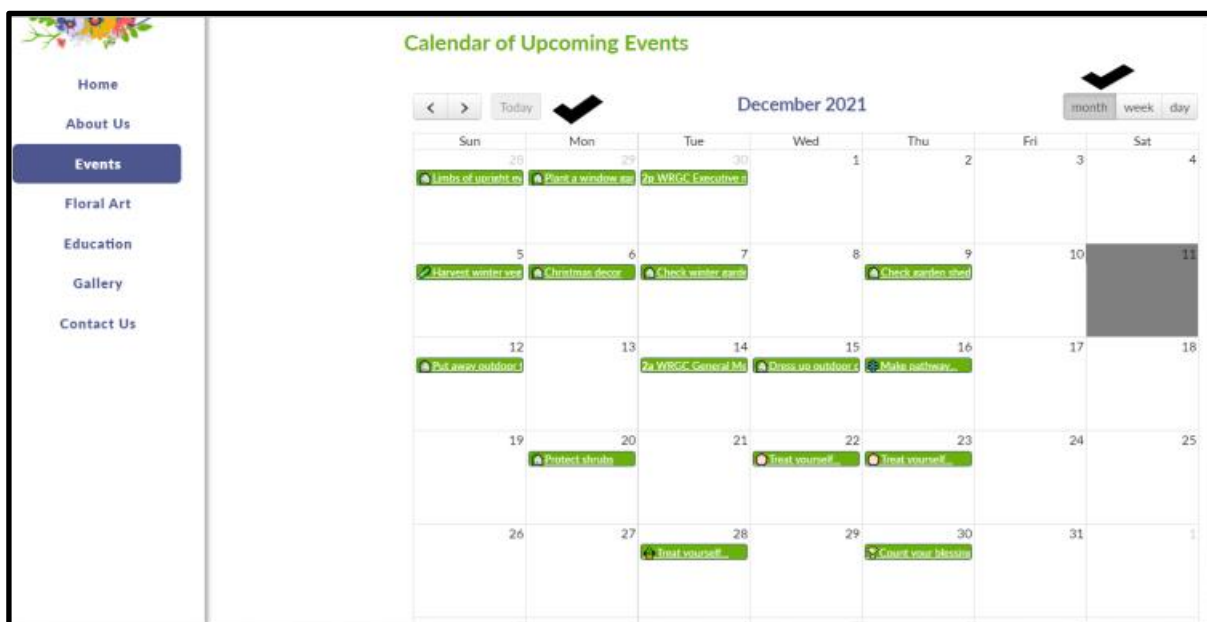 Calendar of Upcoming Events
Home
About Us
Events
Floral Art
Education
Gallery
Contact Us
< > Today December 2021 month week day
Sun Mon Tue Wed Thu Fri Sat
28 29 30 1 2 3 4
Limbs of upright ev Plant a window gar 2p WRGC Executive
5 6 7 8 9 10 11
Harvest winter veg Christmas decor Check winter garde Check garden shed
12 13 14 15 16 17 18
Put away outdoor 2a WRGC General Me Dress up outdoor Make pathway...
19 20 21 22 23 24 25
Protect shrubs Treat yourself... Treat yourself...
26 27 28 29 30 31 1
Treat yourself... Count your blessing